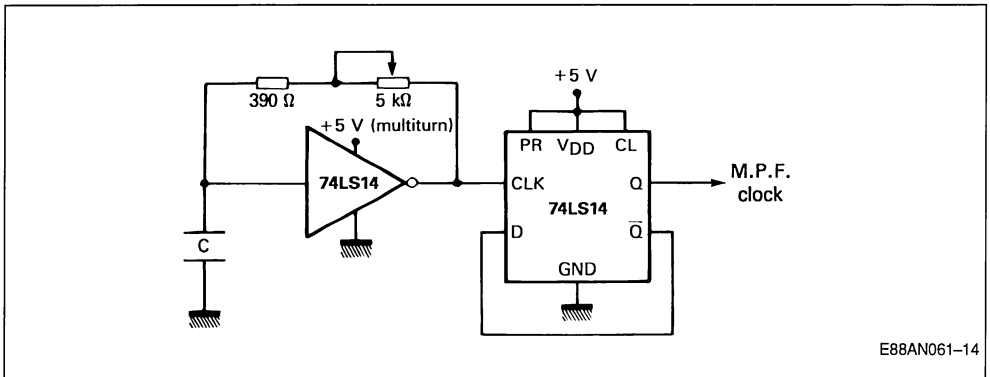 +5 V
390 Ω
5 kΩ
+5 V (multiturn)
PR
VDD
CL
74LS14
CLK
Q
M.P.F.
clock
74LS14
D
Q̅
C
GND
E88AN061–14